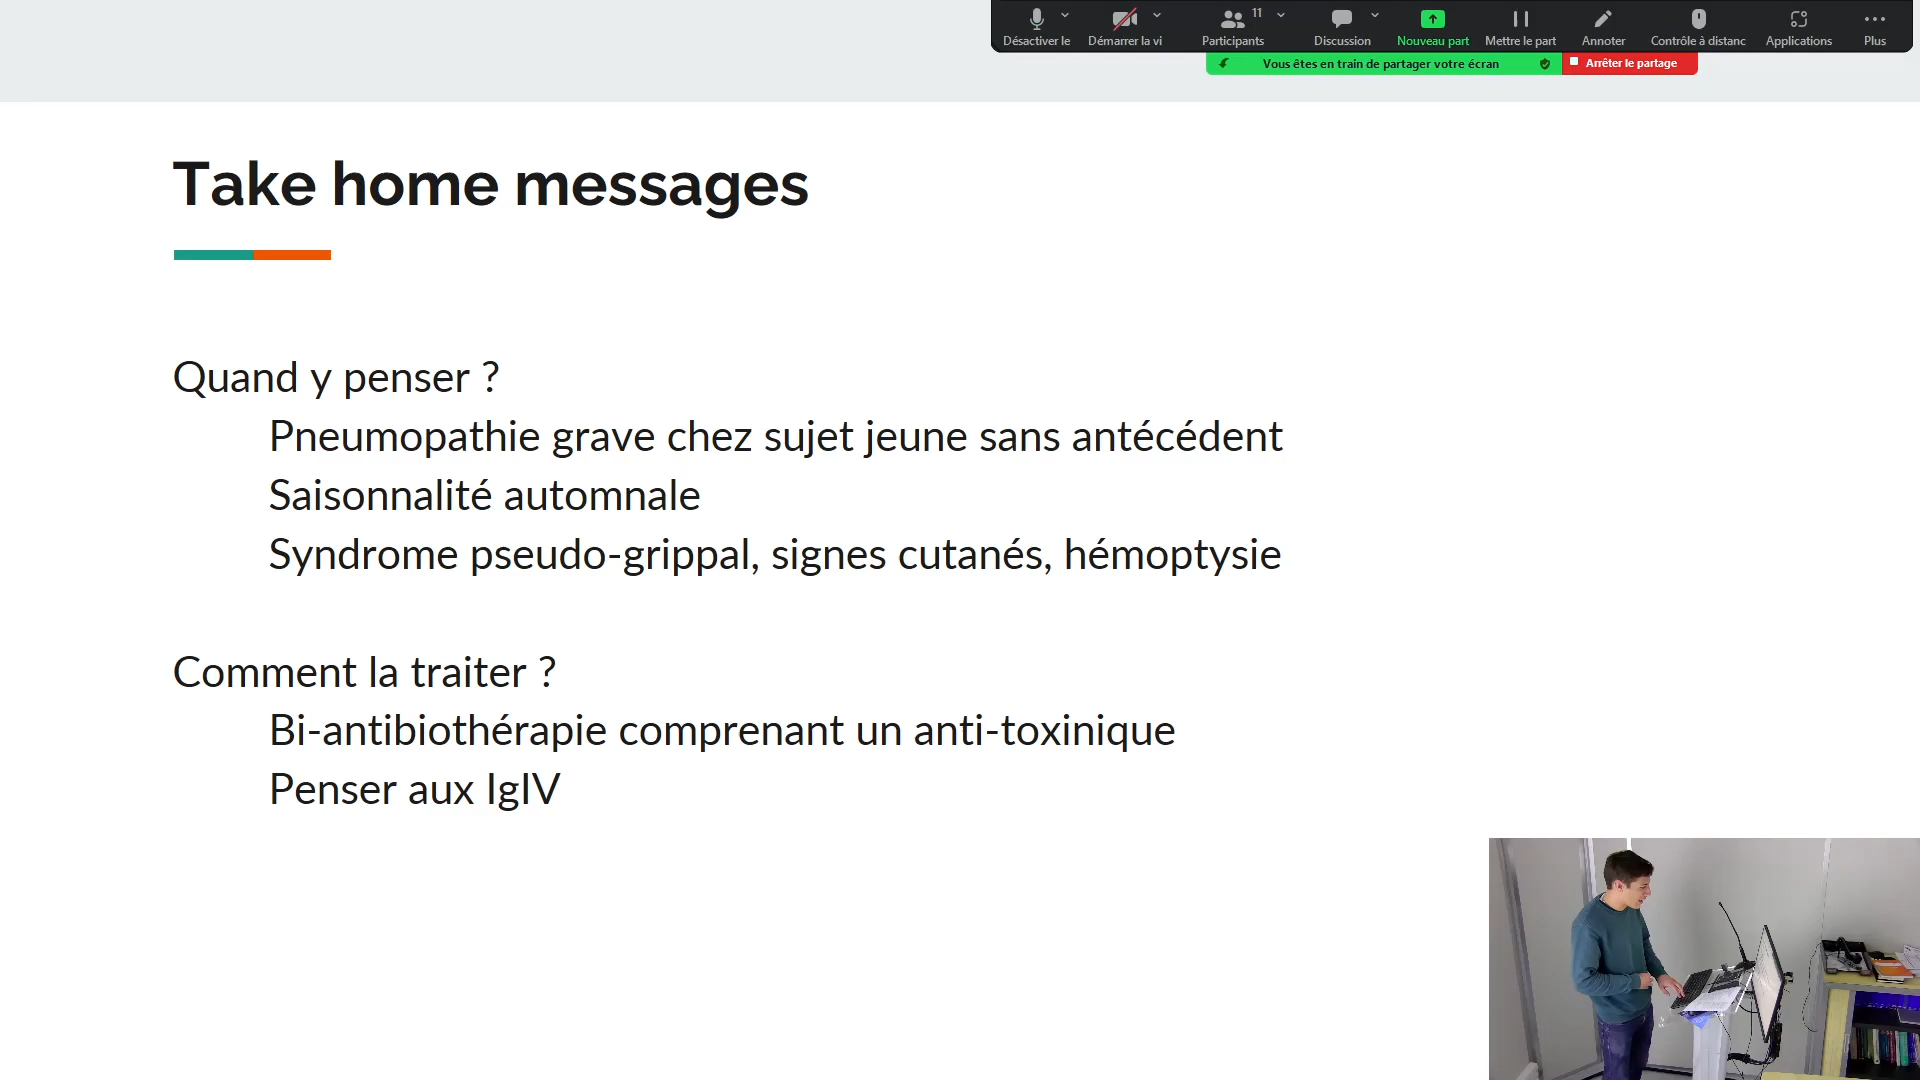 Désactiver le
Démarrer la vi
11
Participants
Discussion
Nouveau part
Mettre le part
Annoter
Contrôle à distanc
Applications
Plus
Vous êtes en train de partager votre écran
Arrêter le partage
Take home messages
Quand y penser ?
Pneumopathie grave chez sujet jeune sans antécédent
Saisonnalité automnale
Syndrome pseudo-grippal, signes cutanés, hémoptysie
Comment la traiter ?
Bi-antibiothérapie comprenant un anti-toxinique
Penser aux IgIV